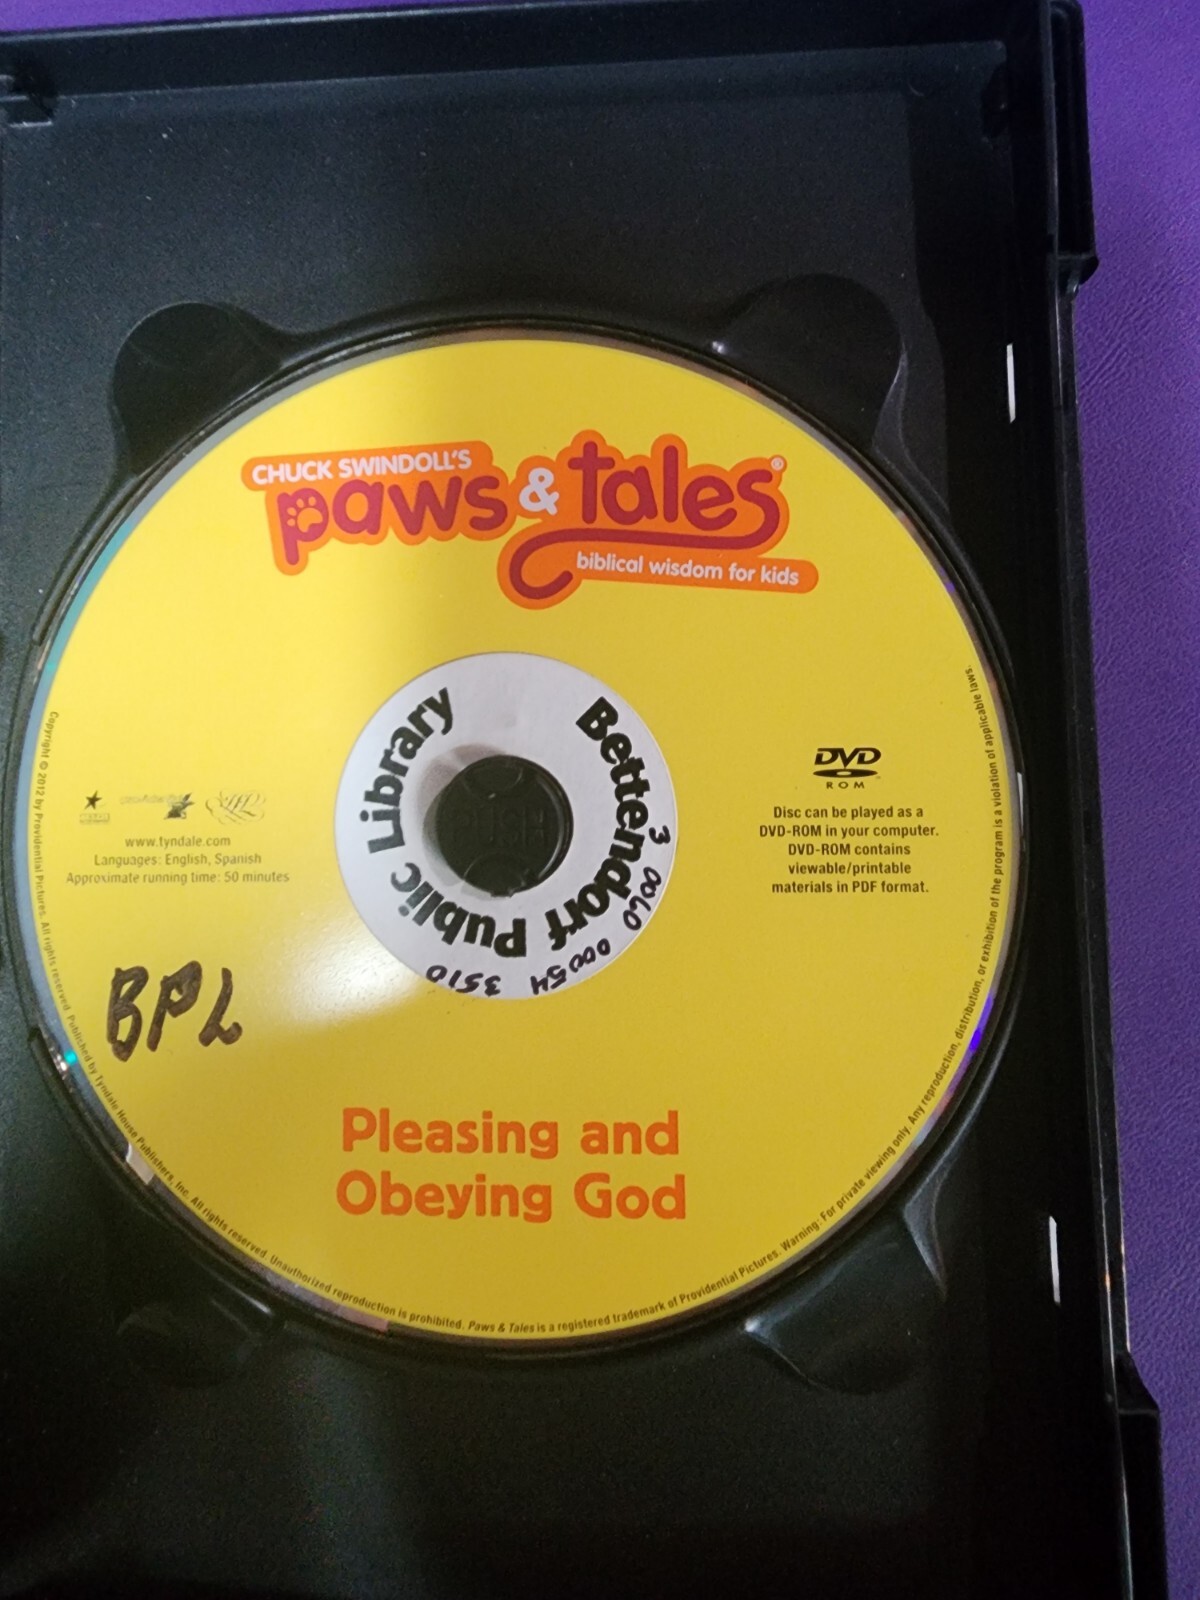 CHUCK SWINDOLL'S
paws & tales®
biblical wisdom for kids
Bettendorf Public Library
3 0060 00054 3510
www.tyndale.com
Languages: English, Spanish
Approximate running time: 50 minutes
DVD
ROM
Disc can be played as a
DVD-ROM in your computer.
DVD-ROM contains
viewable/printable
materials in PDF format.
BPL
Pleasing and
Obeying God
Copyright © 2012 by Providential Pictures. All rights reserved. Published by Tyndale House Publishers, Inc. All rights reserved. Unauthorized reproduction is prohibited. Paws & Tales is a registered trademark of Providential Pictures. Warning: For private viewing only. Any reproduction, distribution, or exhibition of the program is a violation of applicable laws.